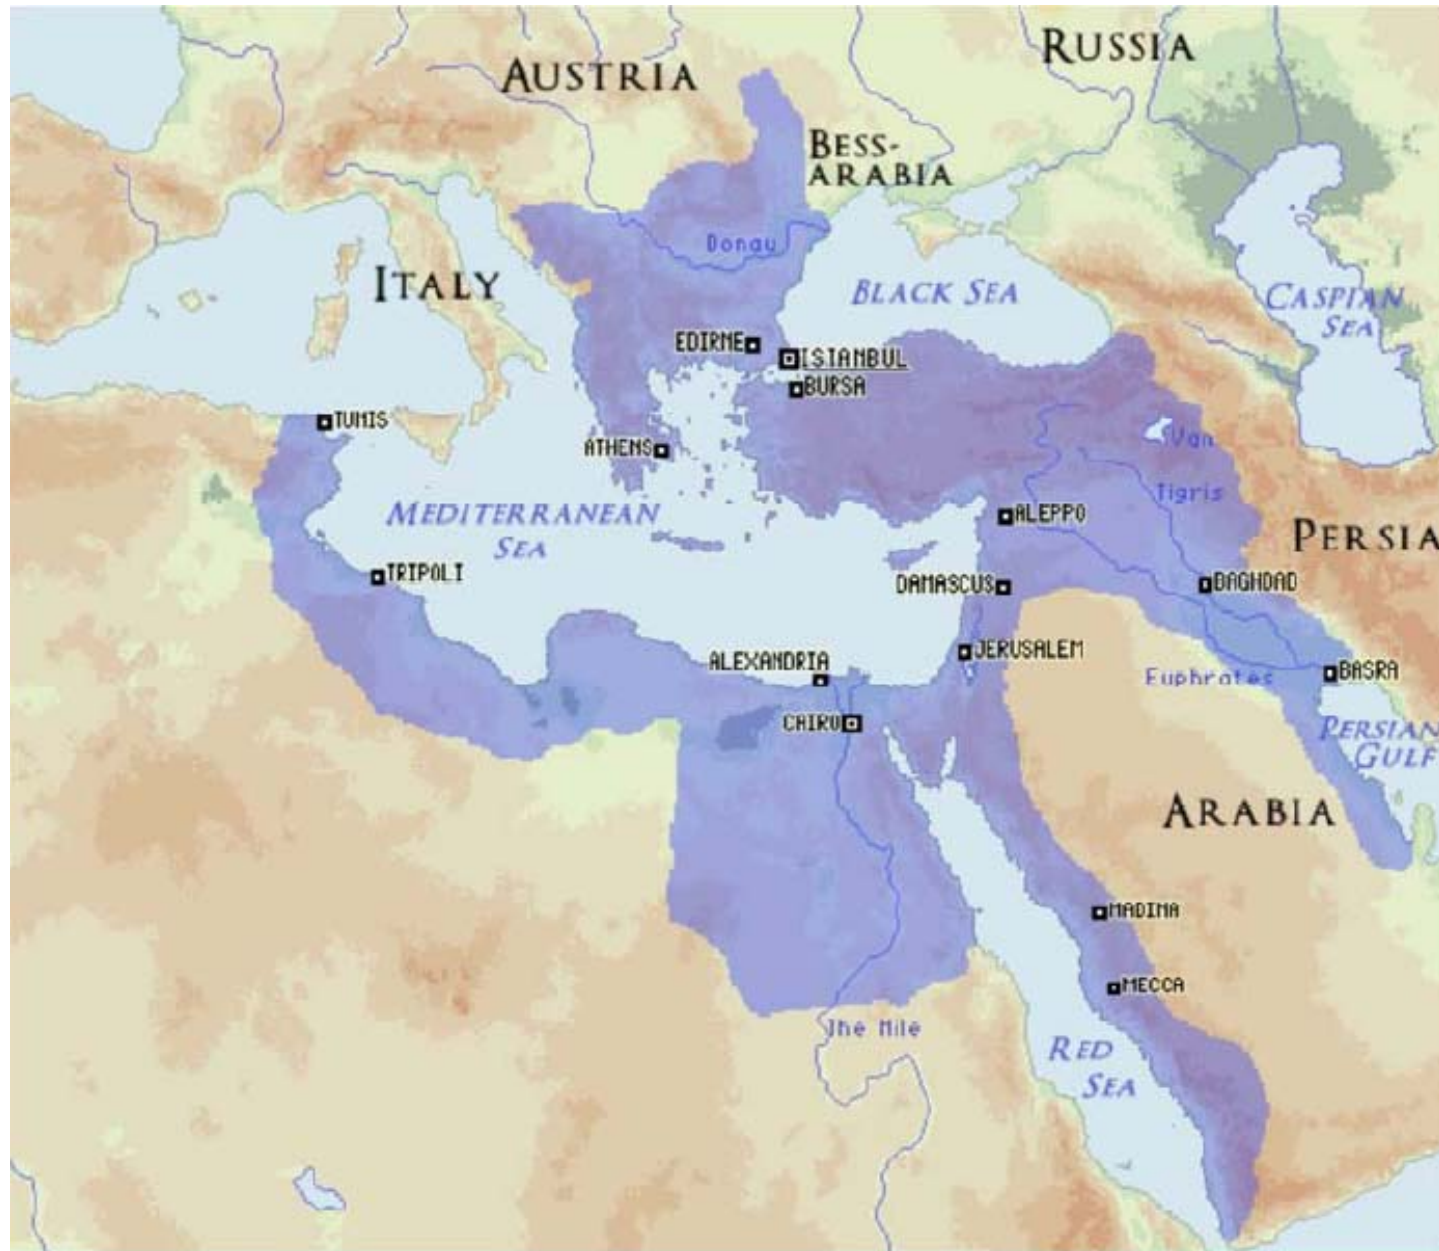 RUSSIA
AUSTRIA
BESS-
ARABIA
Donau
ITALY
BLACK SEA
CASPIAN
SEA
EDIRNE
ISTANBUL
BURSA
TUNIS
ATHENS
Van
Tigris
MEDITERRANEAN
SEA
ALEPPO
PERSIA
TRIPOLI
DAMASCUS
BAGHDAD
JERUSALEM
ALEXANDRIA
Euphrates
BASRA
CAIRO
PERSIAN
GULF
ARABIA
MADINA
MECCA
The Nile
RED
SEA